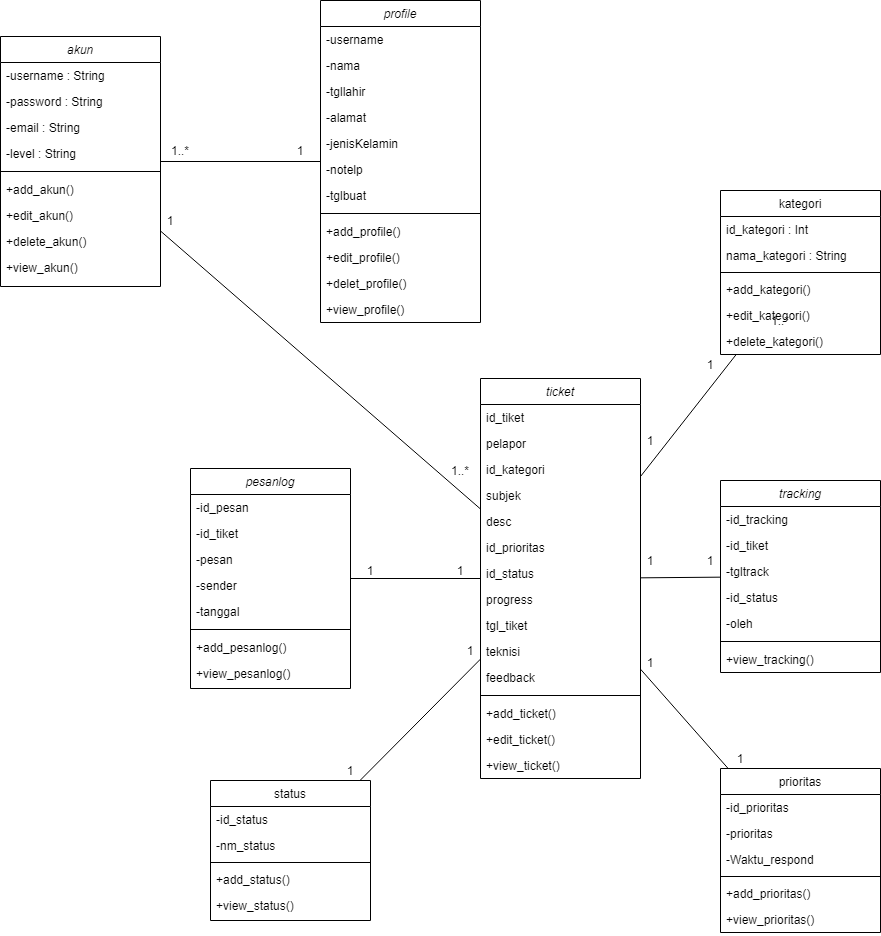 profile
-username
-nama
-tgllahir
-alamat
-jenisKelamin
-notelp
-tglbuat
+add_profile()
+edit_profile()
+delet_profile()
+view_profile()
akun
-username : String
-password : String
-email : String
-level : String
+add_akun()
+edit_akun()
+delete_akun()
+view_akun()
1..*
1
1
1..*
kategori
id_kategori : Int
nama_kategori : String
+add_kategori()
+edit_kategori()
+delete_kategori()
1
1
ticket
id_tiket
pelapor
id_kategori
subjek
desc
id_prioritas
id_status
progress
tgl_tiket
teknisi
feedback
+add_ticket()
+edit_ticket()
+view_ticket()
pesanlog
-id_pesan
-id_tiket
-pesan
-sender
-tanggal
+add_pesanlog()
+view_pesanlog()
1
1
tracking
-id_tracking
-id_tiket
-tgltrack
-id_status
-oleh
+view_tracking()
1
1
status
-id_status
-nm_status
+add_status()
+view_status()
1
1
prioritas
-id_prioritas
-prioritas
-Waktu_respond
+add_prioritas()
+view_prioritas()
1
1